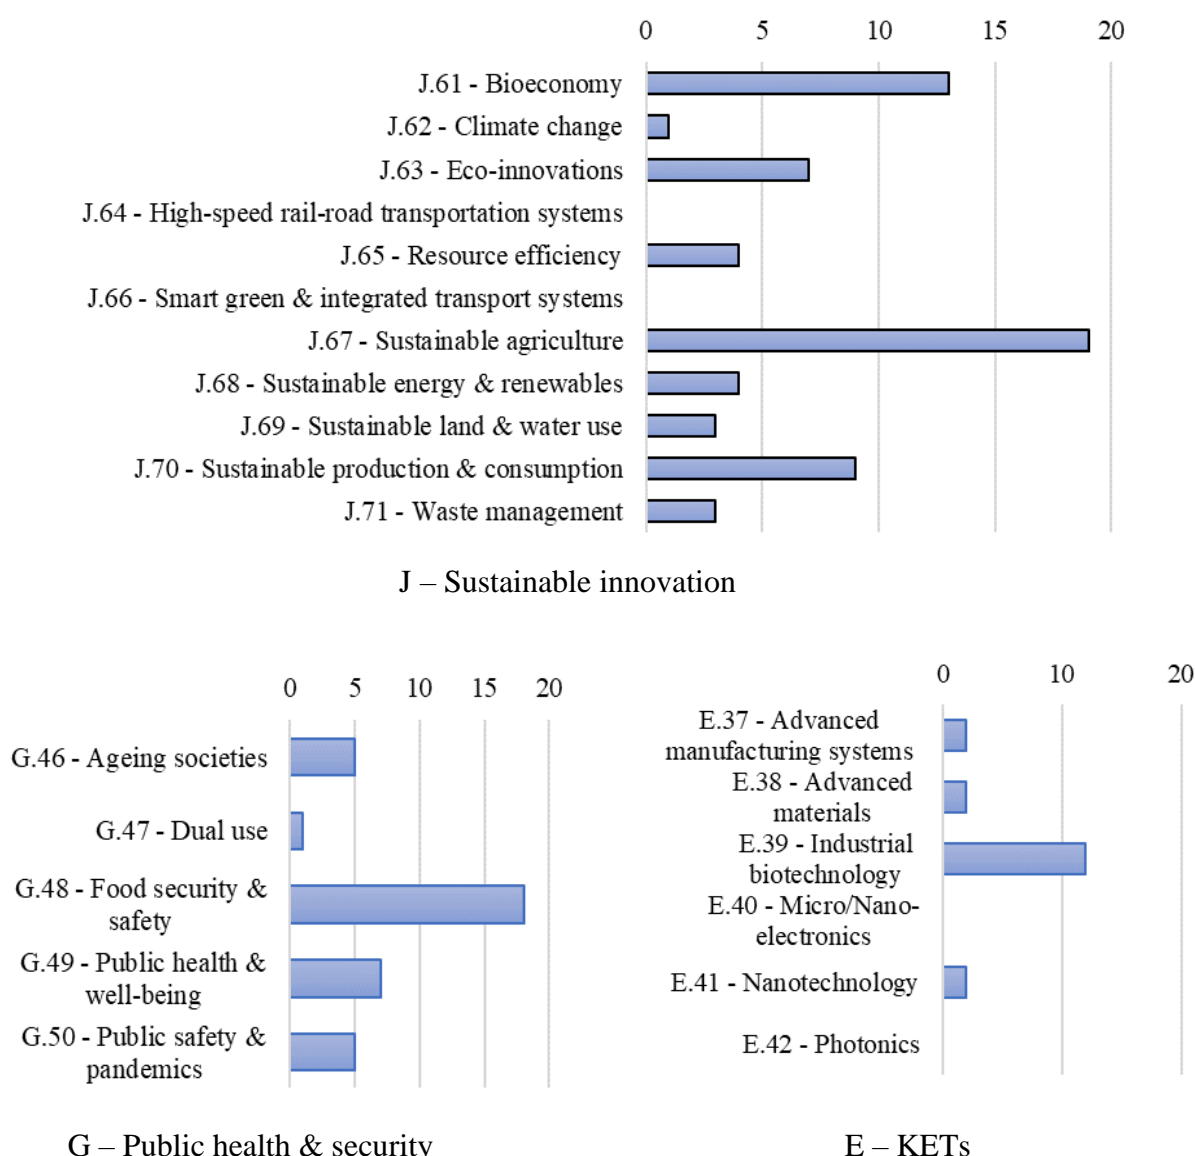 0 5 10 15 20
J.61 - Bioeconomy
J.62 - Climate change
J.63 - Eco-innovations
J.64 - High-speed rail-road transportation systems
J.65 - Resource efficiency
J.66 - Smart green & integrated transport systems
J.67 - Sustainable agriculture
J.68 - Sustainable energy & renewables
J.69 - Sustainable land & water use
J.70 - Sustainable production & consumption
J.71 - Waste management
J – Sustainable innovation
0 5 10 15 20
G.46 - Ageing societies
G.47 - Dual use
G.48 - Food security &
safety
G.49 - Public health &
well-being
G.50 - Public safety &
pandemics
G – Public health & security
0 10 20
E.37 - Advanced
manufacturing systems
E.38 - Advanced
materials
E.39 - Industrial
biotechnology
E.40 - Micro/Nano-
electronics
E.41 - Nanotechnology
E.42 - Photonics
E – KETs